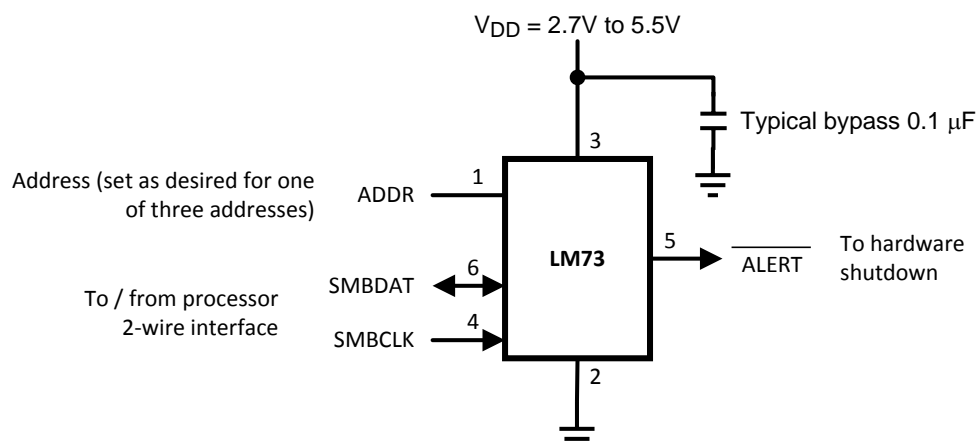 VDD = 2.7V to 5.5V
Typical bypass 0.1 μF
3
Address (set as desired for one
of three addresses)
ADDR
1
LM73
5
ALERT
To hardware
shutdown
To / from processor
2-wire interface
SMBDAT
6
SMBCLK
4
2